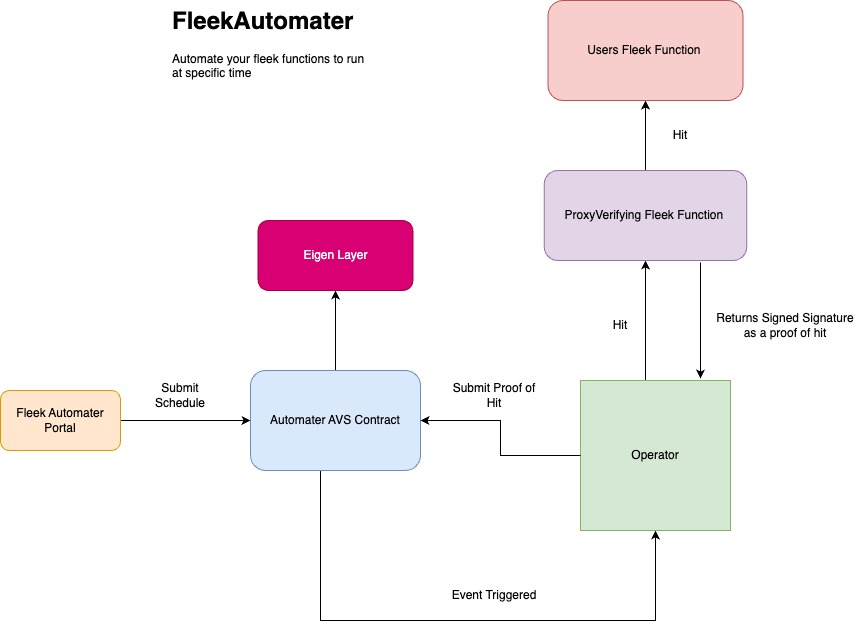 FleekAutomater
Automate your fleek functions to run
at specific time
Users Fleek Function
Hit
ProxyVerifying Fleek Function
Eigen Layer
Hit
Returns Signed Signature
as a proof of hit
Submit
Schedule
Submit Proof of
Hit
Fleek Automater
Portal
Automater AVS Contract
Operator
Event Triggered